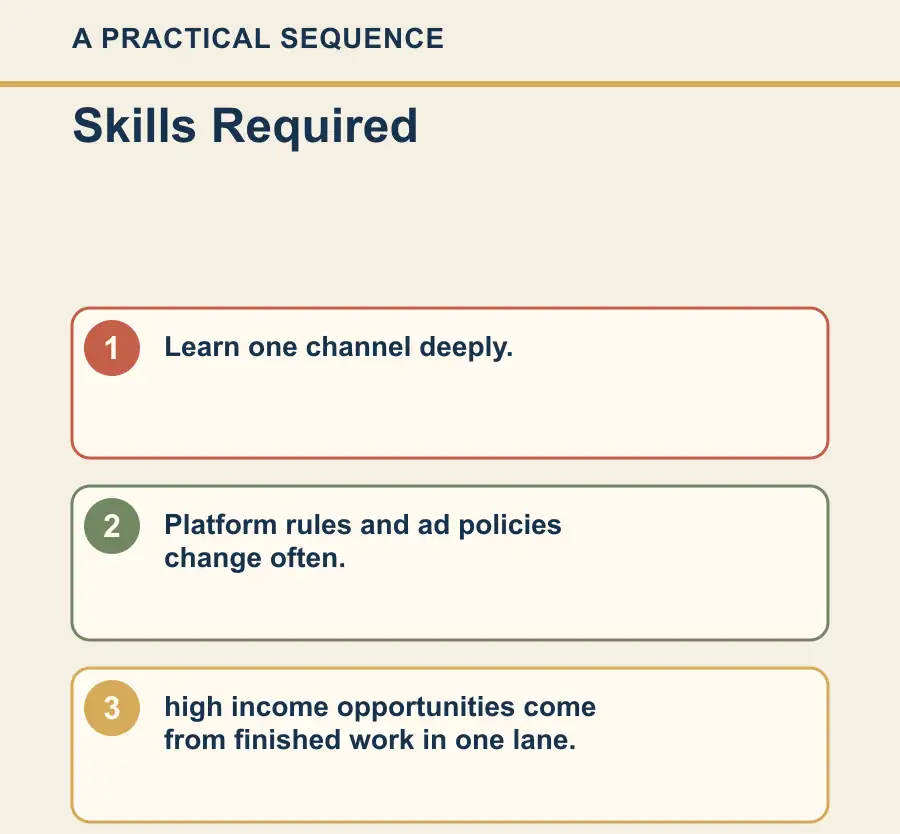 A PRACTICAL SEQUENCE
Skills Required
1
Learn one channel deeply.
2
Platform rules and ad policies
change often.
3
high income opportunities come
from finished work in one lane.